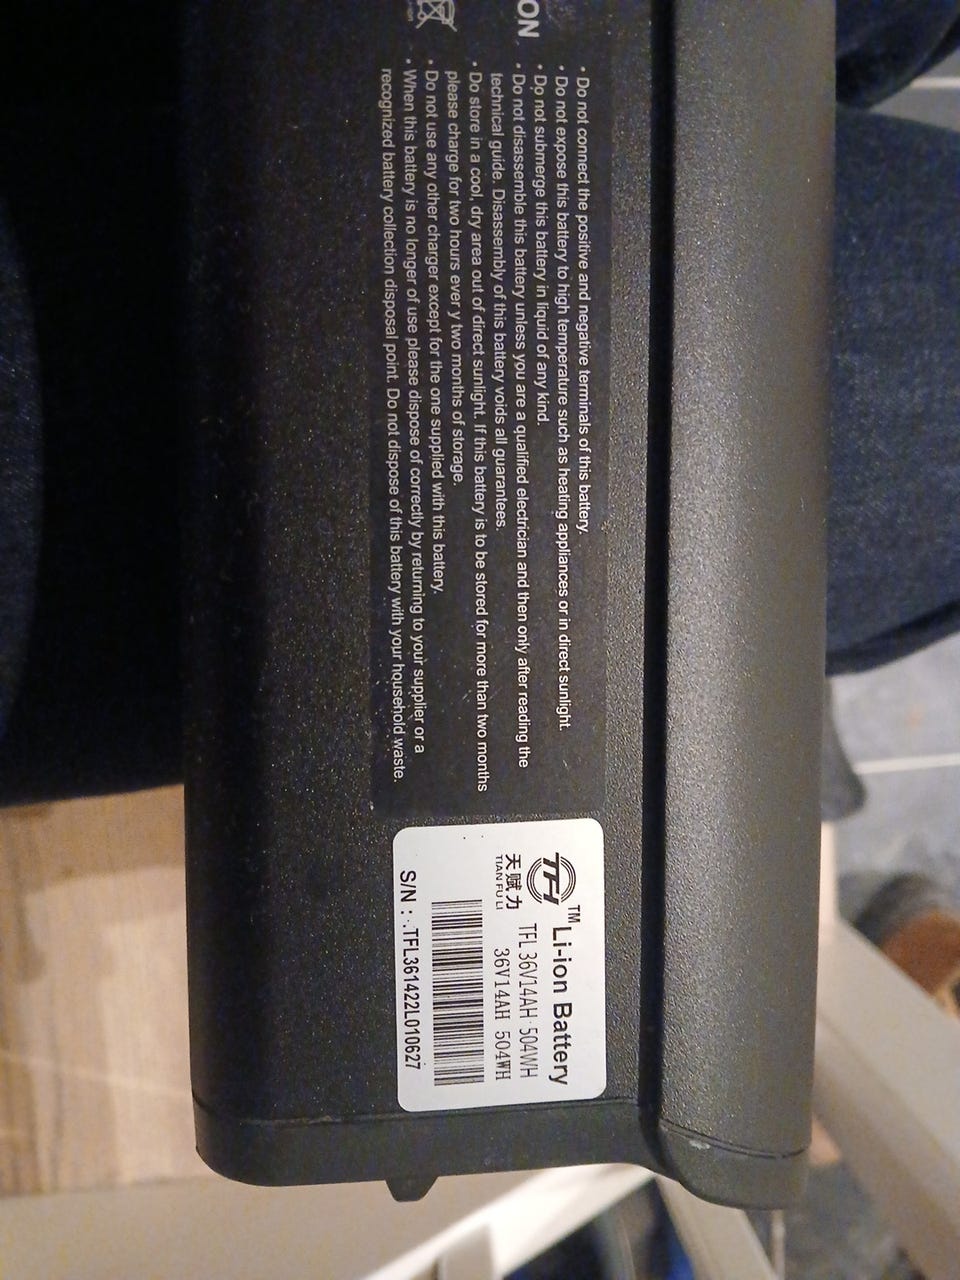 ON
• Do not connect the positive and negative terminals of this battery.
• Do not expose this battery to high temperature such as heating appliances or in direct sunlight.
• Do not submerge this battery in liquid of any kind.
• Do not disassemble this battery unless you are a qualified electrician and then only after reading the
technical guide. Disassembly of this battery voids all guarantees.
• Do store in a cool, dry area out of direct sunlight. If this battery is to be stored for more than two months
please charge for two hours every two months of storage.
• Do not use any other charger except for the one supplied with this battery.
• When this battery is no longer of use please dispose of correctly by returning to your supplier or a
recognized battery collection disposal point. Do not dispose of this battery with your household waste.
TFL™ Li-ion Battery
天赋力
TIAN FU LI
TFL36V14AH 504WH
36V14AH 504WH
S/N : .TFL361422L010627